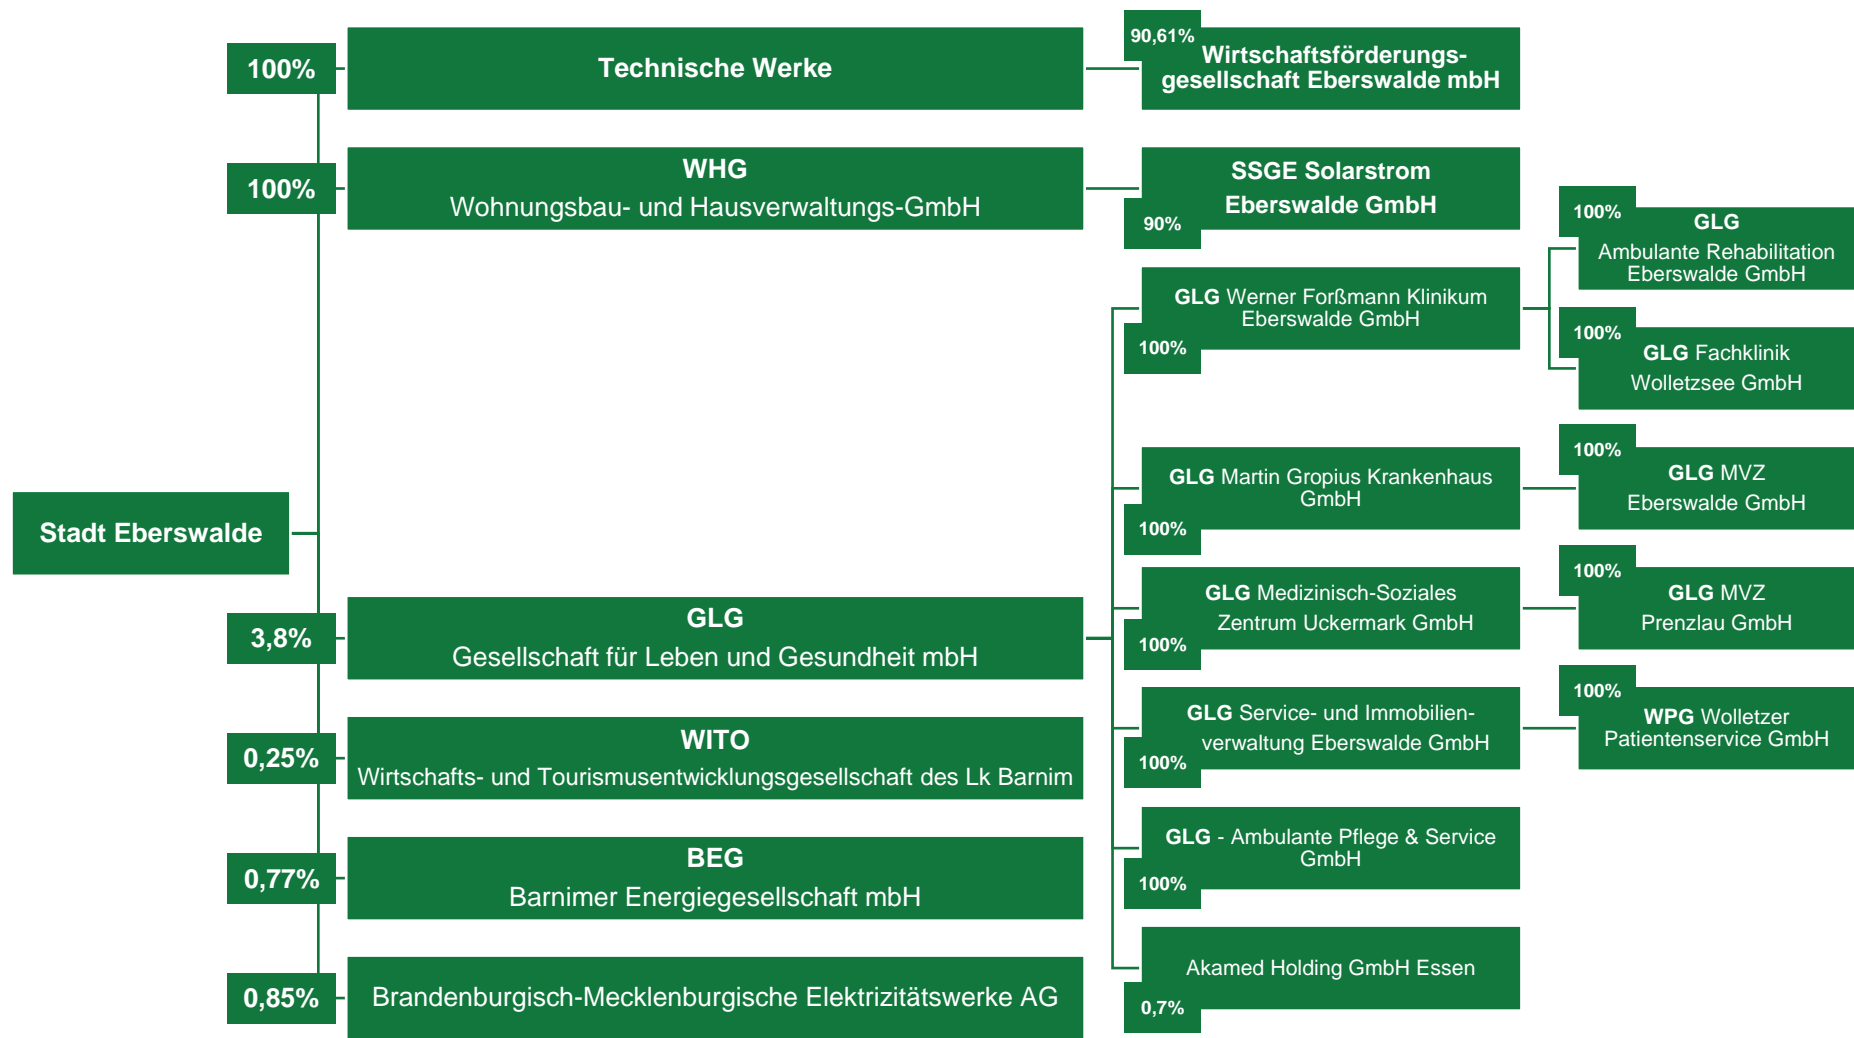 Stadt Eberswalde
100%
Technische Werke
90,61%
Wirtschaftsförderungs-
gesellschaft Eberswalde mbH
100%
WHG
Wohnungsbau- und Hausverwaltungs-GmbH
90%
SSGE Solarstrom
Eberswalde GmbH
3,8%
GLG
Gesellschaft für Leben und Gesundheit mbH
GLG Werner Forßmann Klinikum
Eberswalde GmbH
100%
100%
GLG
Ambulante Rehabilitation
Eberswalde GmbH
100%
GLG Fachklinik
Wolletzsee GmbH
GLG Martin Gropius Krankenhaus
GmbH
100%
100%
GLG MVZ
Eberswalde GmbH
GLG Medizinisch-Soziales
Zentrum Uckermark GmbH
100%
100%
GLG MVZ
Prenzlau GmbH
GLG Service- und Immobilien-
verwaltung Eberswalde GmbH
100%
100%
WPG Wolletzer
Patientenservice GmbH
GLG - Ambulante Pflege & Service
GmbH
100%
Akamed Holding GmbH Essen
0,7%
0,25%
WITO
Wirtschafts- und Tourismusentwicklungsgesellschaft des Lk Barnim
0,77%
BEG
Barnimer Energiegesellschaft mbH
0,85%
Brandenburgisch-Mecklenburgische Elektrizitätswerke AG